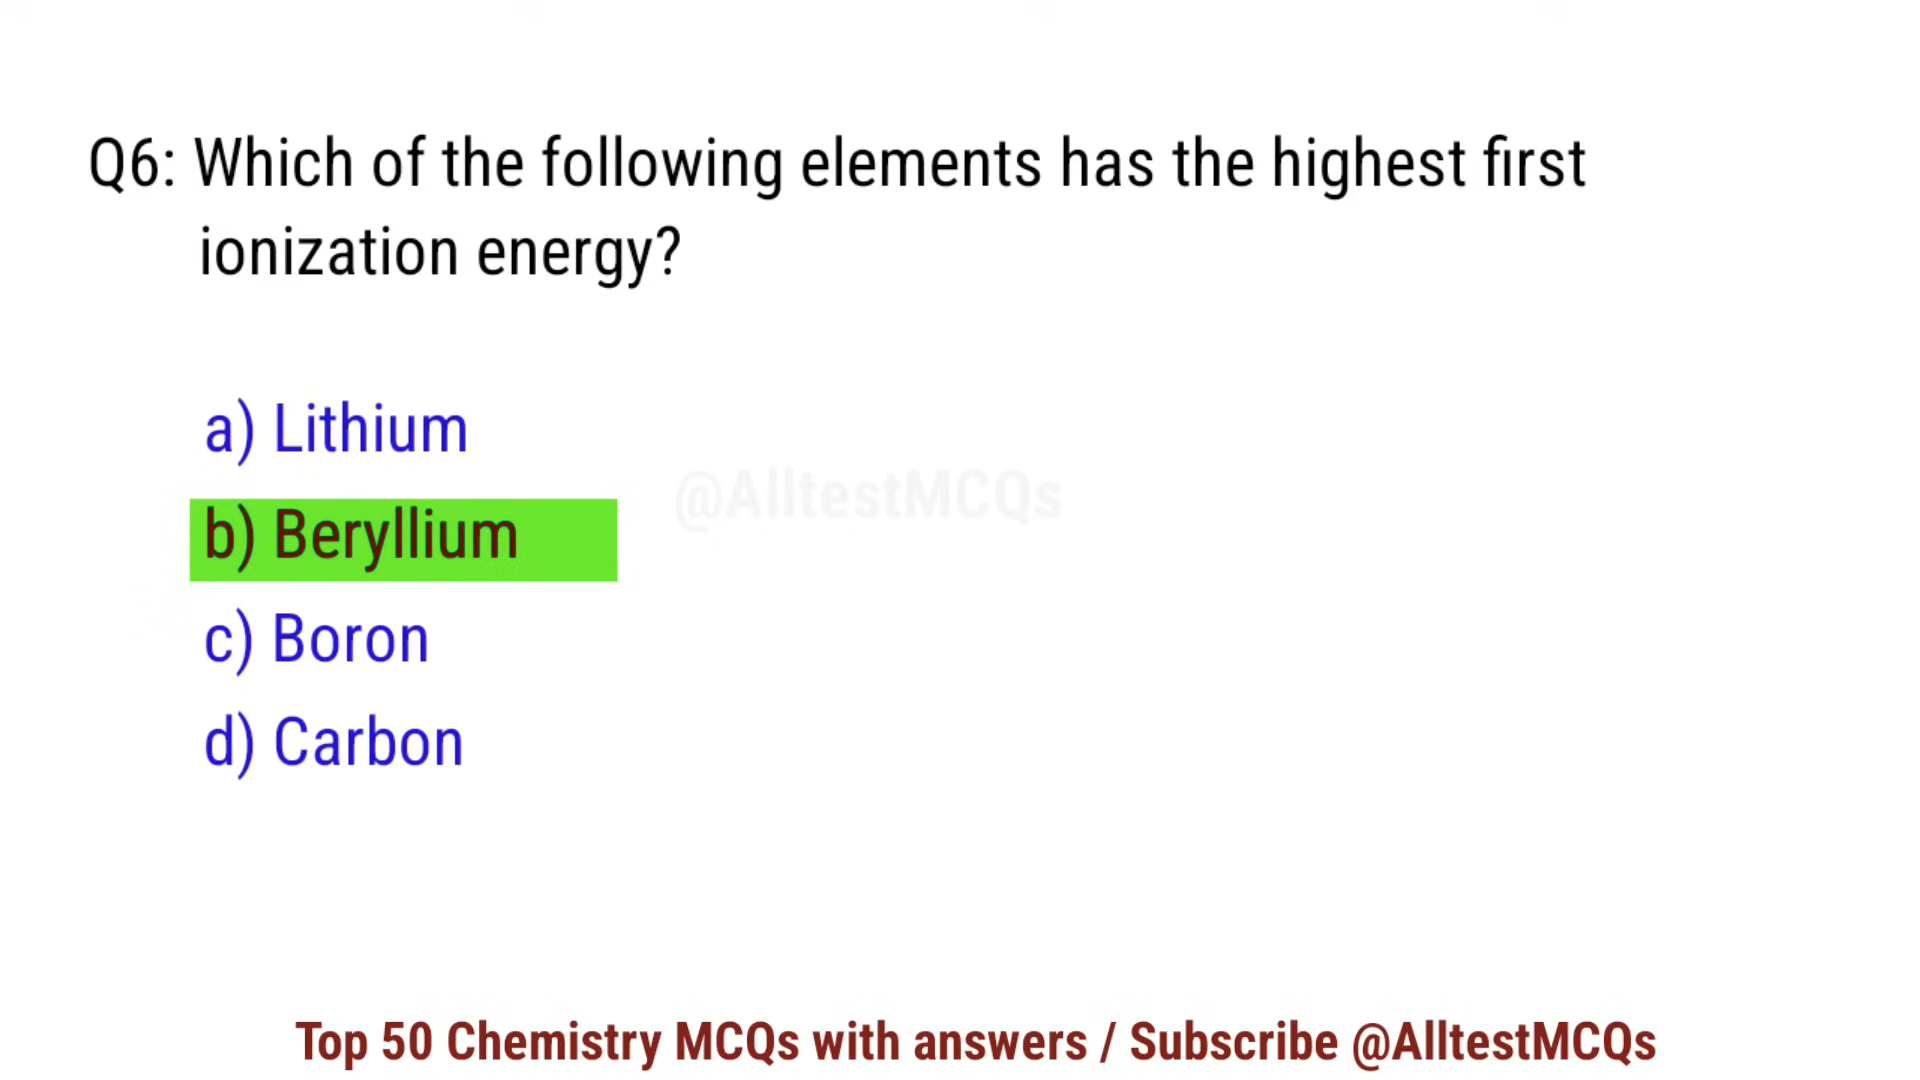 Q6: Which of the following elements has the highest first
ionization energy?
a) Lithium
@AlltestMCQs
b) Beryllium
c) Boron
d) Carbon
Top 50 Chemistry MCQs with answers / Subscribe @AlltestMCQs